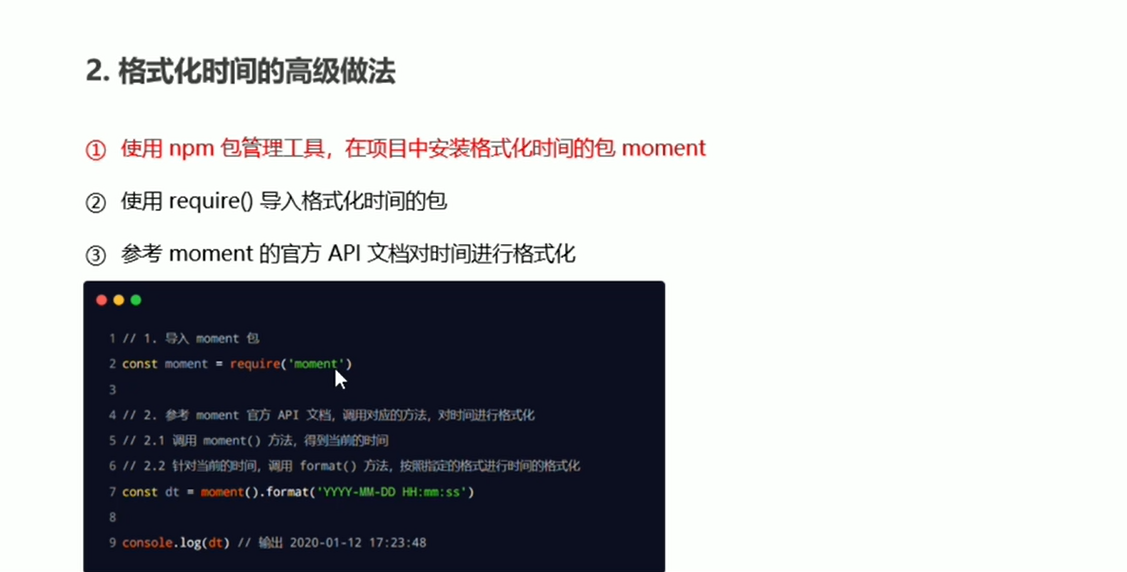 2. 格式化时间的高级做法
① 使用 npm 包管理工具，在项目中安装格式化时间的包 moment
② 使用 require() 导入格式化时间的包
③ 参考 moment 的官方 API 文档对时间进行格式化
1 // 1. 导入 moment 包
2 const moment = require('moment')
3
4 // 2. 参考 moment 官方 API 文档，调用对应的方法，对时间进行格式化
5 // 2.1 调用 moment() 方法，得到当前的时间
6 // 2.2 针对当前的时间，调用 format() 方法，按照指定的格式进行时间的格式化
7 const dt = moment().format('YYYY-MM-DD HH:mm:ss')
8
9 console.log(dt) // 输出 2020-01-12 17:23:48